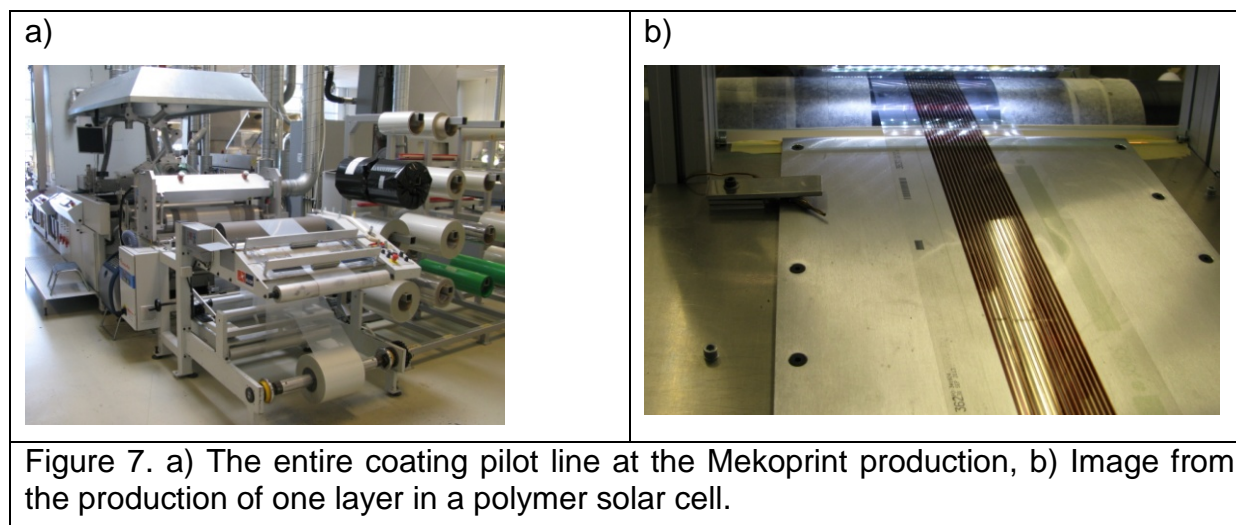 a)
b)
Figure 7. a) The entire coating pilot line at the Mekoprint production, b) Image from
the production of one layer in a polymer solar cell.